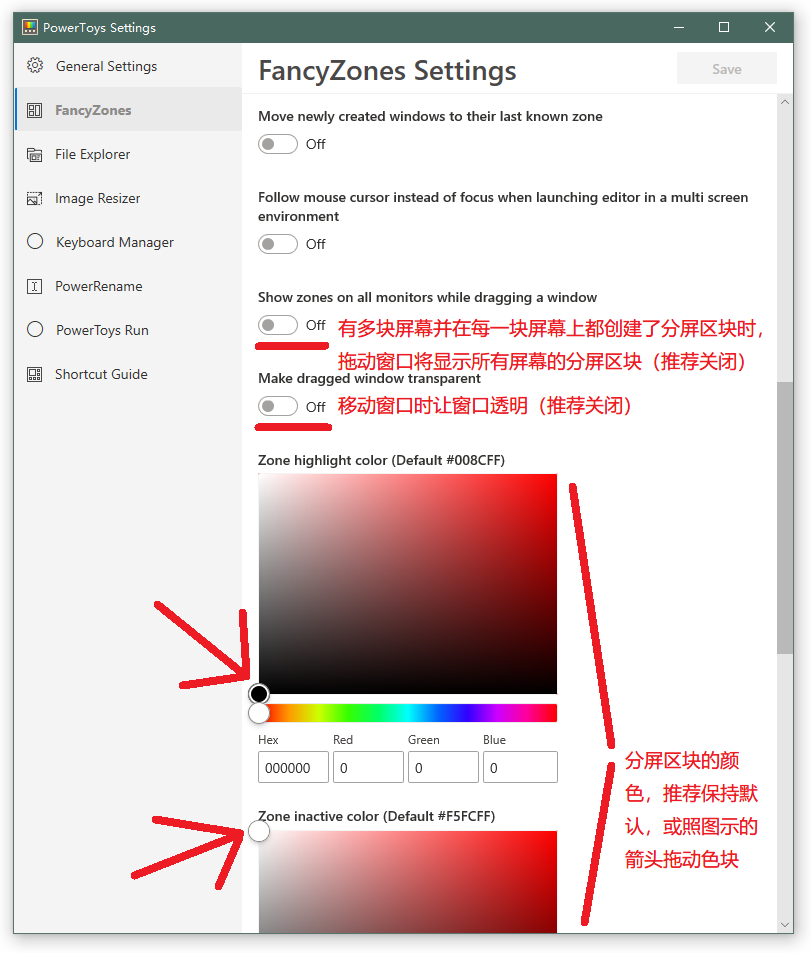 PowerToys Settings
General Settings
FancyZones
File Explorer
Image Resizer
Keyboard Manager
PowerRename
PowerToys Run
Shortcut Guide
FancyZones Settings
Save
Move newly created windows to their last known zone
Off
Follow mouse cursor instead of focus when launching editor in a multi screen
environment
Off
Show zones on all monitors while dragging a window
Off
有多块屏幕并在每一块屏幕上都创建了分屏区块时，
拖动窗口将显示所有屏幕的分屏区块（推荐关闭）
Make dragged window transparent
Off
移动窗口时让窗口透明（推荐关闭）
Zone highlight color (Default #008CFF)
Hex Red Green Blue
000000 0 0 0
Zone inactive color (Default #F5FCFF)
分屏区块的颜
色，推荐保持默
认，或照图示的
箭头拖动色块